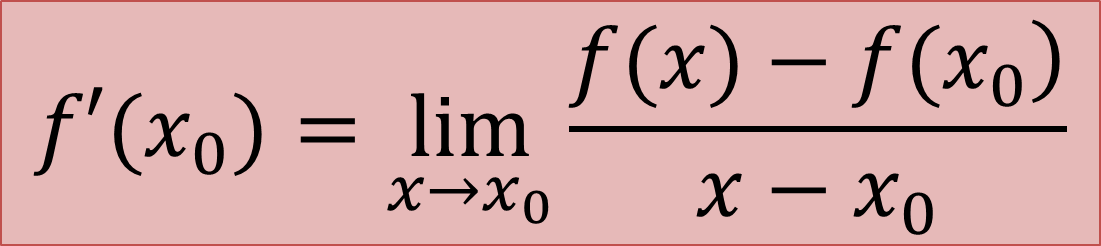 f′(x₀) = lim_{x→x₀} (f(x) − f(x₀)) / (x − x₀)